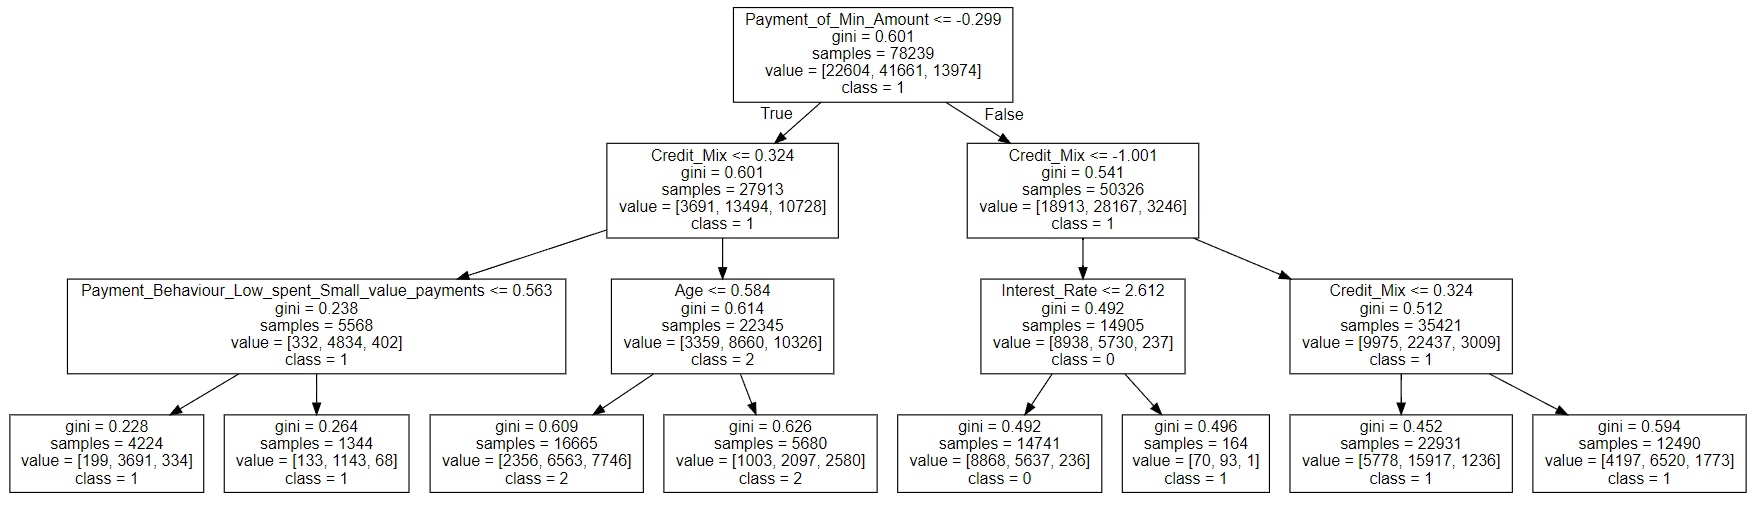 Payment_of_Min_Amount <= -0.299
gini = 0.601
samples = 78239
value = [22604, 41661, 13974]
class = 1
True
False
Credit_Mix <= 0.324
gini = 0.601
samples = 27913
value = [3691, 13494, 10728]
class = 1
Credit_Mix <= -1.001
gini = 0.541
samples = 50326
value = [18913, 28167, 3246]
class = 1
Payment_Behaviour_Low_spent_Small_value_payments <= 0.563
gini = 0.238
samples = 5568
value = [332, 4834, 402]
class = 1
Age <= 0.584
gini = 0.614
samples = 22345
value = [3359, 8660, 10326]
class = 2
Interest_Rate <= 2.612
gini = 0.492
samples = 14905
value = [8938, 5730, 237]
class = 0
Credit_Mix <= 0.324
gini = 0.512
samples = 35421
value = [9975, 22437, 3009]
class = 1
gini = 0.228
samples = 4224
value = [199, 3691, 334]
class = 1
gini = 0.264
samples = 1344
value = [133, 1143, 68]
class = 1
gini = 0.609
samples = 16665
value = [2356, 6563, 7746]
class = 2
gini = 0.626
samples = 5680
value = [1003, 2097, 2580]
class = 2
gini = 0.492
samples = 14741
value = [8868, 5637, 236]
class = 0
gini = 0.496
samples = 164
value = [70, 93, 1]
class = 1
gini = 0.452
samples = 22931
value = [5778, 15917, 1236]
class = 1
gini = 0.594
samples = 12490
value = [4197, 6520, 1773]
class = 1